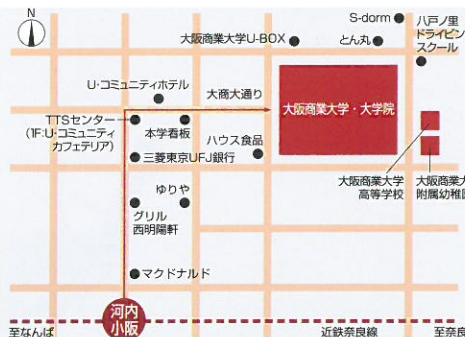 N
S-dorm
八戸ノ里
ドライビン
スクール
大阪商業大学U-BOX
とん丸
U・コミュニティホテル
大商大通り
大阪商業大学・大学院
TTSセンター
(1F:U・コミュニティ
カフェテリア)
本学看板
ハウス食品
三菱東京UFJ銀行
大阪商業大学
高等学校
大阪商業大
附属幼稚園
ゆりや
グリル
西明陽軒
マクドナルド
河内
小阪
至なんば
近鉄奈良線
至奈良